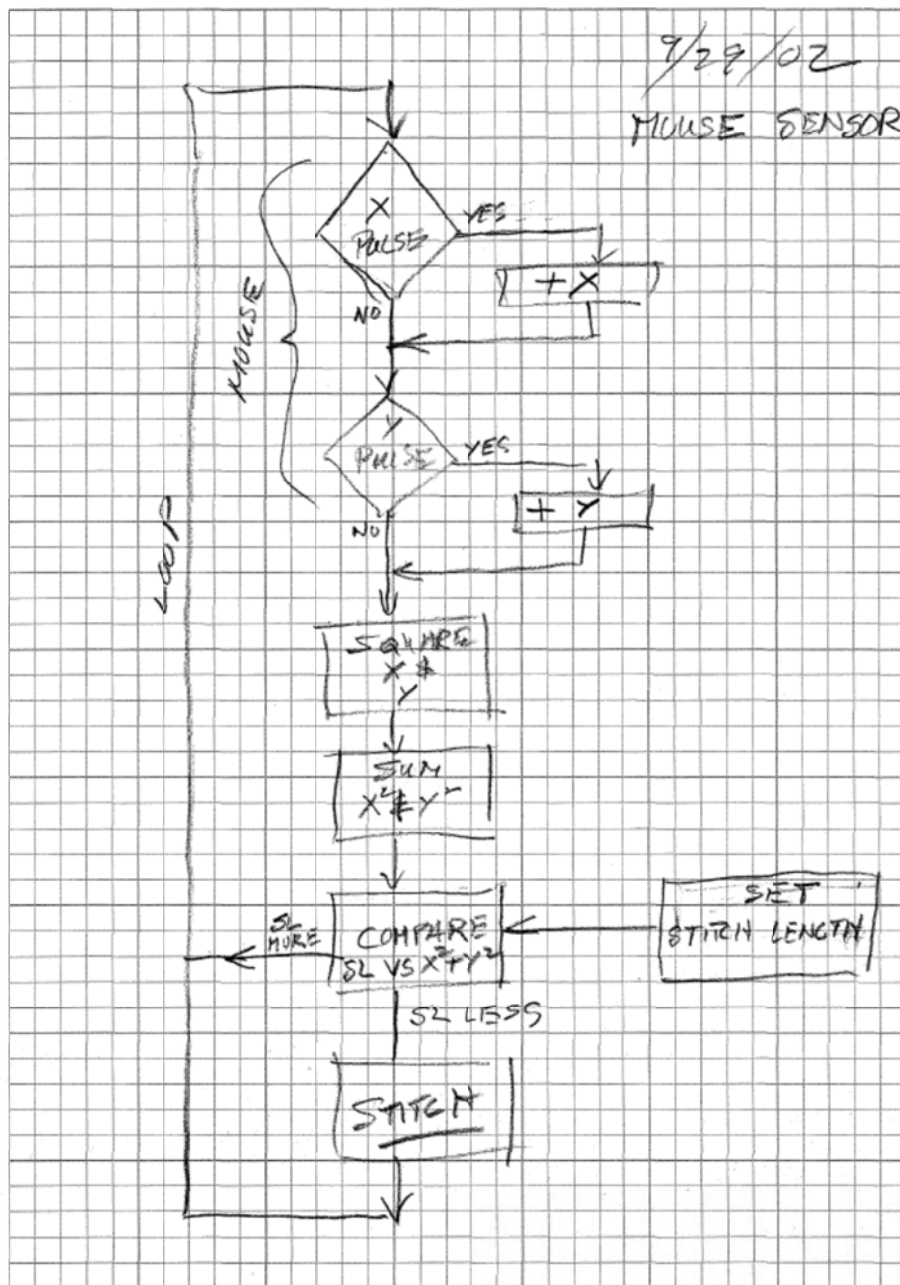 9/29/02
MOUSE SENSOR
X
PULSE
YES
+ X
NO
MOUSE
Y
PULSE
YES
+ Y
NO
LOOP
SQUARE
X &
Y
SUM
X² & Y²
SET
STITCH LENGTH
COMPARE
SL VS X²+Y²
SL
MORE
SL LESS
STITCH